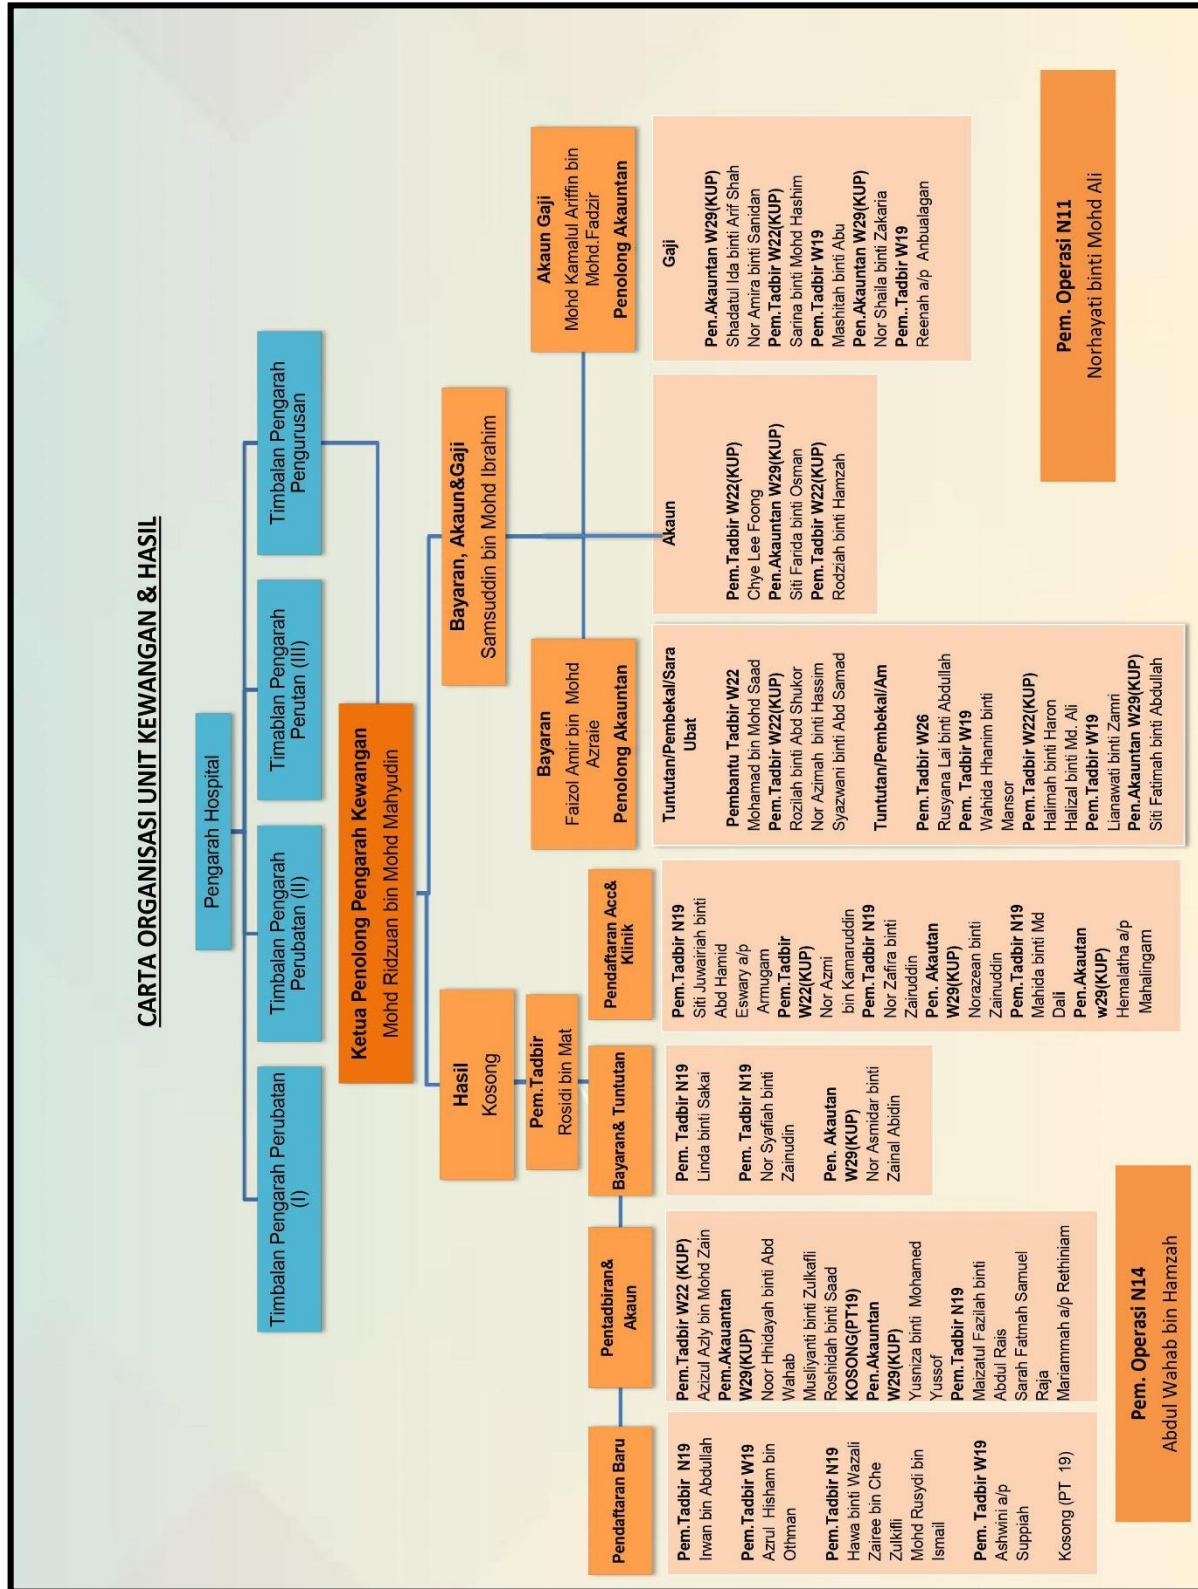 CARTA ORGANISASI UNIT KEWANGAN & HASIL
Pengarah Hospital
Timbalan Pengarah Perubatan
(I)
Timbalan Pengarah
Perubatan (II)
Timablan Pengarah
Perutan (III)
Timbalan Pengarah
Pengurusan
Ketua Penolong Pengarah Kewangan
Mohd Ridzuan bin Mohd Mahyudin
Hasil
Kosong
Pem.Tadbir
Rosidi bin Mat
Bayaran, Akaun&Gaji
Samsuddin bin Mohd Ibrahim
Pendaftaran Baru
Pem.Tadbir N19
Irwan bin Abdullah
Pem.Tadbir W19
Azrul Hisham bin
Othman
Pem.Tadbir N19
Hawa binti Wazali
Zairee bin Che
Zulkifli
Mohd Rusydi bin
Ismail
Pem. Tadbir W19
Ashwini a/p
Suppiah
Kosong (PT 19)
Pentadbiran&
Akaun
Pem.Tadbir W22 (KUP)
Azizul Azly bin Mohd Zain
Pem.Akauantan
W29(KUP)
Noor Hhidayah binti Abd
Wahab
Musliyanti binti Zulkafli
Roshidah binti Saad
KOSONG(PT19)
Pen.Akauntan
W29(KUP)
Yusniza binti Mohamed
Yussof
Pem.Tadbir N19
Maizatul Fazilah binti
Abdul Rais
Sarah Fatmah Samuel
Raja
Mariammah a/p Rethiniam
Bayaran& Tuntutan
Pem. Tadbir N19
Linda binti Sakai
Pem. Tadbir N19
Nor Syafiah binti
Zainudin
Pen. Akautan
W29(KUP)
Nor Asmidar binti
Zainal Abidin
Pendaftaran Acc&
Klinik
Pem.Tadbir N19
Siti Juwairiah binti
Abd Hamid
Eswary a/p
Armugam
Pem.Tadbir
W22(KUP)
Nor Azmi
bin Kamaruddin
Pem.Tadbir N19
Nor Zafira binti
Zairuddin
Pen. Akautan
W29(KUP)
Norazean binti
Zainuddin
Pem.Tadbir N19
Mahida binti Md
Dali
Pen.Akautan
w29(KUP)
Hemalatha a/p
Mahalingam
Bayaran
Faizol Amir bin Mohd
Azraie
Penolong Akauntan
Tuntutan/Pembekal/Sara
Ubat
Pembantu Tadbir W22
Mohamad bin Mohd Saad
Pem.Tadbir W22(KUP)
Rozilah binti Abd Shukor
Nor Azimah binti Hassim
Syazwani binti Abd Samad
Tuntutan/Pembekal/Am
Pem.Tadbir W26
Rusyana Lai binti Abdullah
Pem. Tadbir W19
Wahida Hhanim binti
Mansor
Pem.Tadbir W22(KUP)
Halimah binti Haron
Halizal binti Md. Ali
Pem.Tadbir W19
Lianawati binti Zamri
Pen.Akauntan W29(KUP)
Siti Fatimah binti Abdullah
Akaun
Pem.Tadbir W22(KUP)
Chye Lee Foong
Pen.Akauntan W29(KUP)
Siti Farida binti Osman
Pem.Tadbir W22(KUP)
Rodziah binti Hamzah
Akaun Gaji
Mohd Kamalul Ariffin bin
Mohd.Fadzir
Penolong Akauntan
Gaji
Pen.Akauntan W29(KUP)
Shadatul Ida binti Arif Shah
Nor Amira binti Sanidan
Pem.Tadbir W22(KUP)
Sarina binti Mohd Hashim
Pem.Tadbir W19
Mashitah binti Abu
Pen.Akauntan W29(KUP)
Nor Shaila binti Zakaria
Pem..Tadbir W19
Reenah a/p Anbualagan
Pem. Operasi N14
Abdul Wahab bin Hamzah
Pem. Operasi N11
Norhayati binti Mohd Ali